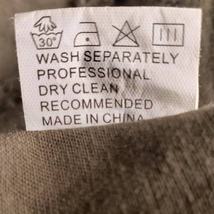 30°
WASH SEPARATELY
PROFESSIONAL
DRY CLEAN
RECOMMENDED
MADE IN CHINA